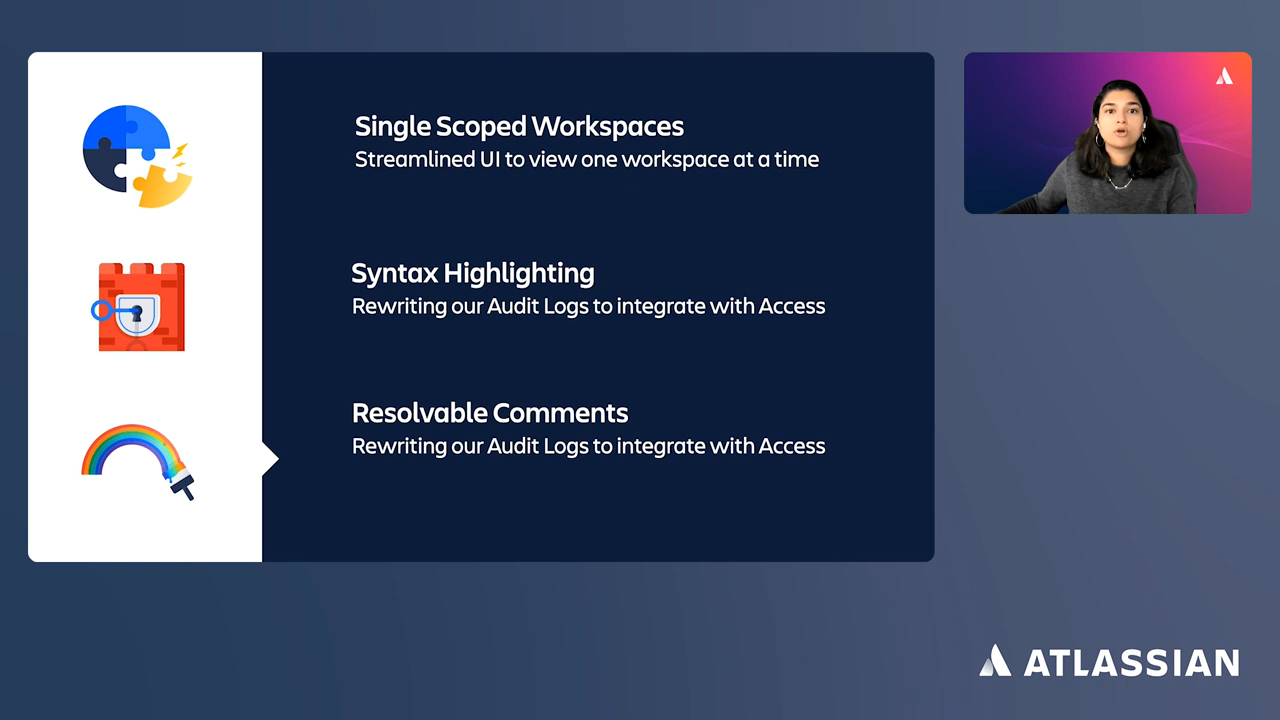 Single Scoped Workspaces
Streamlined UI to view one workspace at a time
Syntax Highlighting
Rewriting our Audit Logs to integrate with Access
Resolvable Comments
Rewriting our Audit Logs to integrate with Access
ATLASSIAN